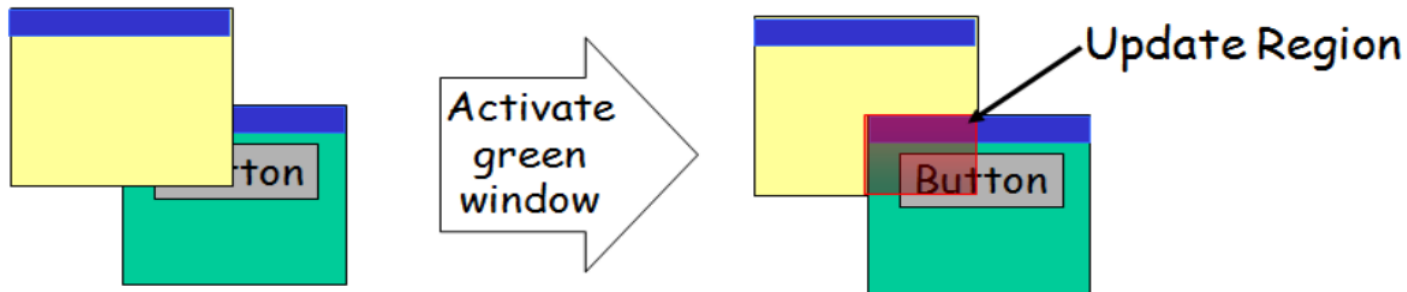 tton
Activate
green
window
Update Region
Button